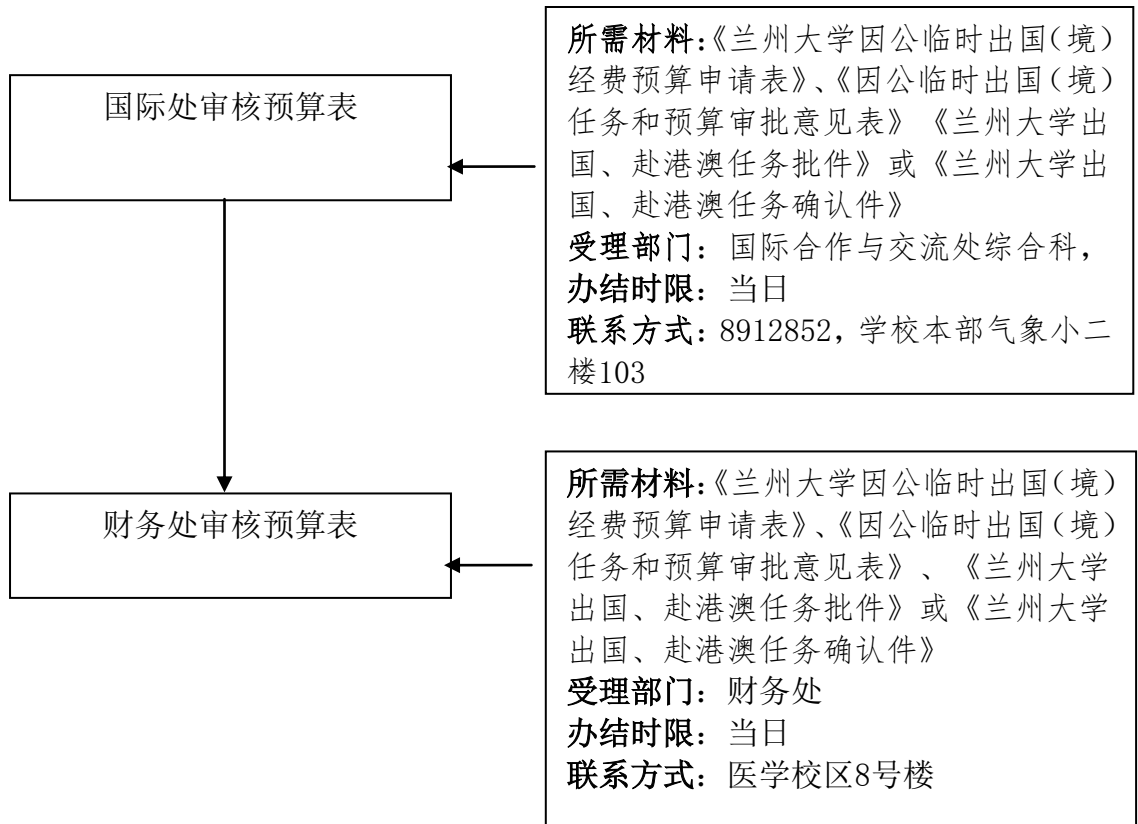 国际处审核预算表
所需材料:《兰州大学因公临时出国(境)
经费预算申请表》、《因公临时出国(境)
任务和预算审批意见表》《兰州大学出
国、赴港澳任务批件》或《兰州大学出
国、赴港澳任务确认件》
受理部门：国际合作与交流处综合科，
办结时限：当日
联系方式：8912852，学校本部气象小二
楼103
财务处审核预算表
所需材料:《兰州大学因公临时出国(境)
经费预算申请表》、《因公临时出国(境)
任务和预算审批意见表》、《兰州大学
出国、赴港澳任务批件》或《兰州大学
出国、赴港澳任务确认件》
受理部门：财务处
办结时限：当日
联系方式：医学校区8号楼